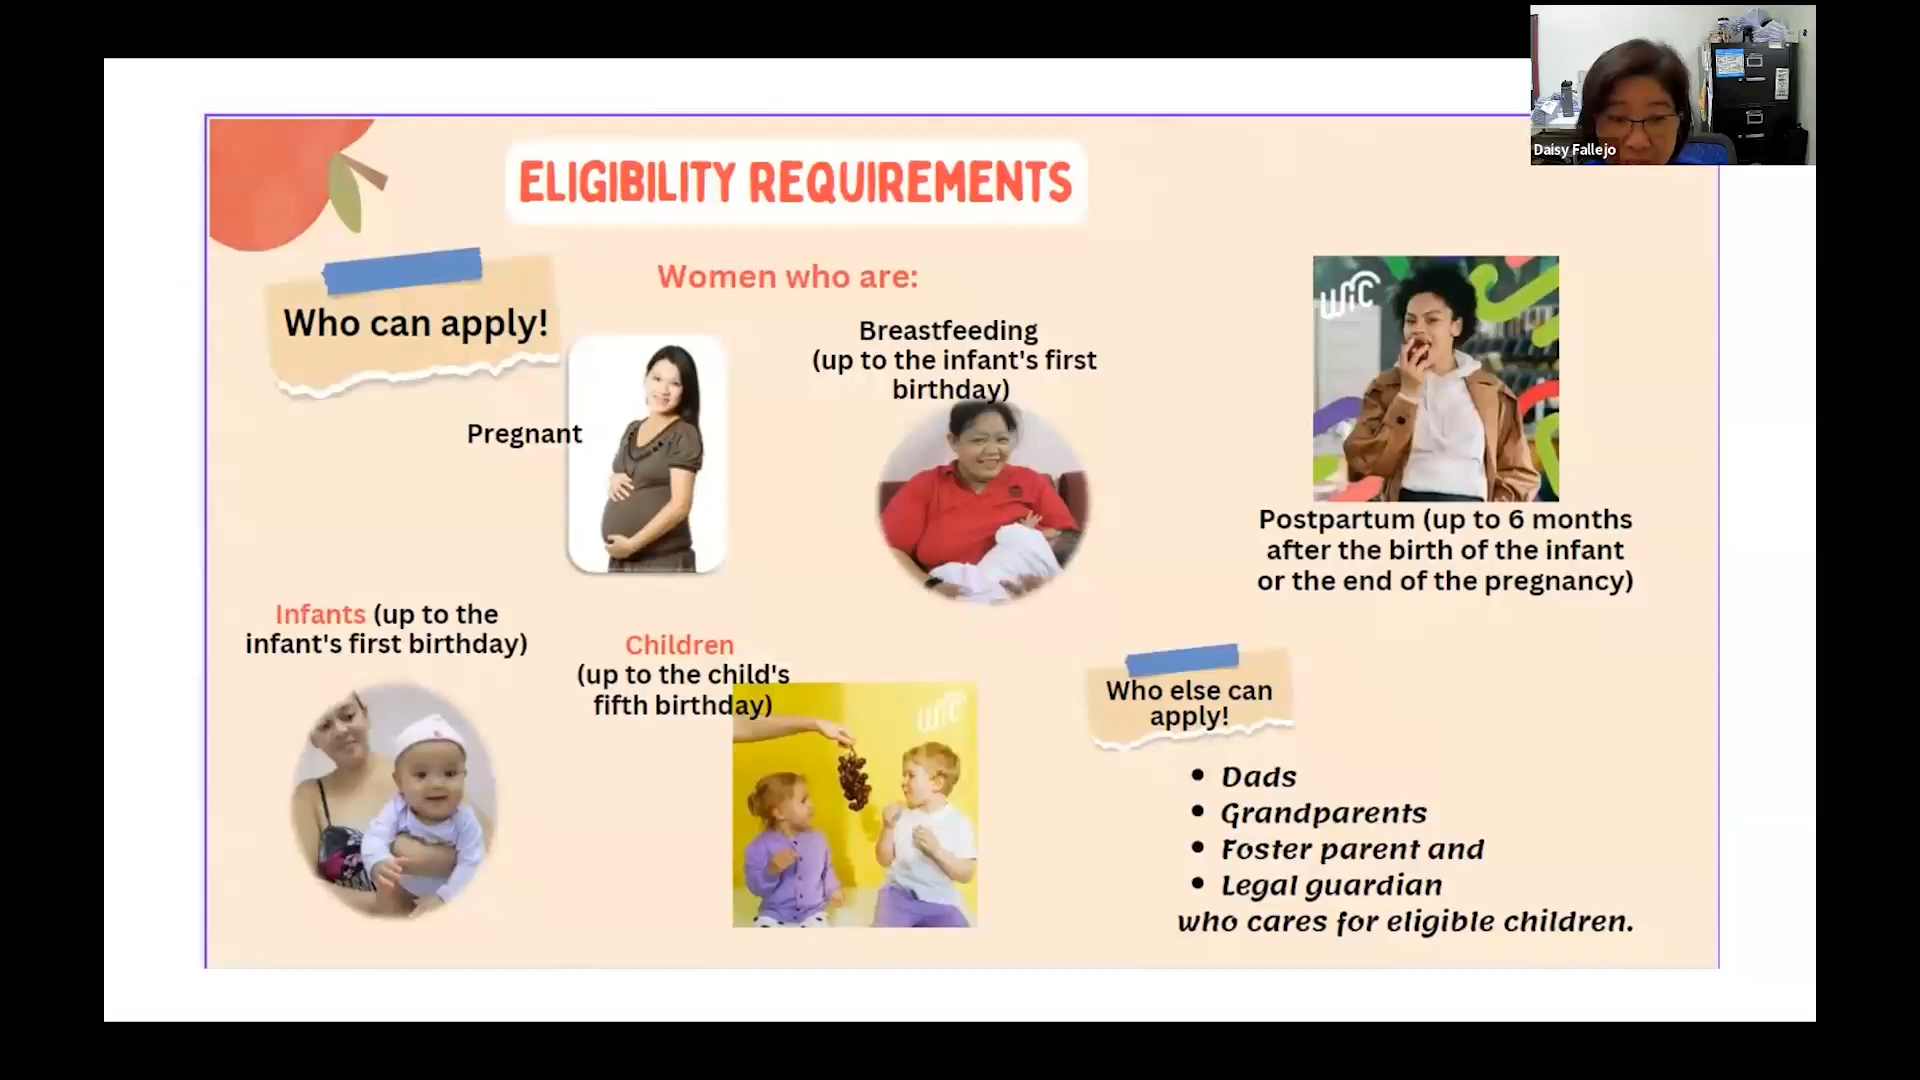 Daisy Fallejo
ELIGIBILITY REQUIREMENTS
Who can apply!
Women who are:
Pregnant
Breastfeeding
(up to the infant's first
birthday)
WiC
Postpartum (up to 6 months
after the birth of the infant
or the end of the pregnancy)
Infants (up to the
infant's first birthday)
Children
(up to the child's
fifth birthday)
WiC
Who else can
apply!
• Dads
• Grandparents
• Foster parent and
• Legal guardian
who cares for eligible children.